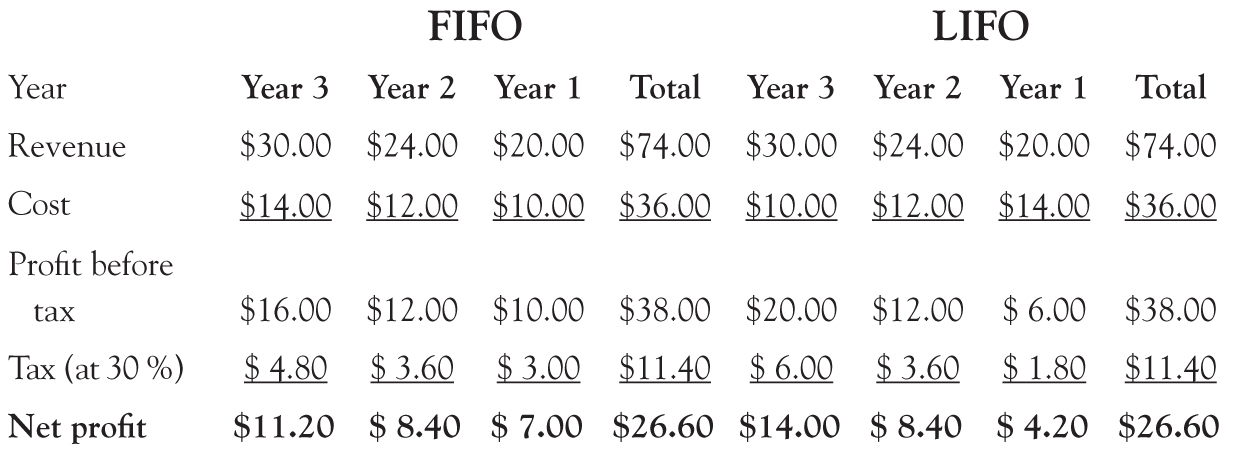 FIFO LIFO
Year Year 3 Year 2 Year 1 Total Year 3 Year 2 Year 1 Total
Revenue $30.00 $24.00 $20.00 $74.00 $30.00 $24.00 $20.00 $74.00
Cost $14.00 $12.00 $10.00 $36.00 $10.00 $12.00 $14.00 $36.00
Profit before
tax $16.00 $12.00 $10.00 $38.00 $20.00 $12.00 $ 6.00 $38.00
Tax (at 30 %) $ 4.80 $ 3.60 $ 3.00 $11.40 $ 6.00 $ 3.60 $ 1.80 $11.40
Net profit $11.20 $ 8.40 $ 7.00 $26.60 $14.00 $ 8.40 $ 4.20 $26.60